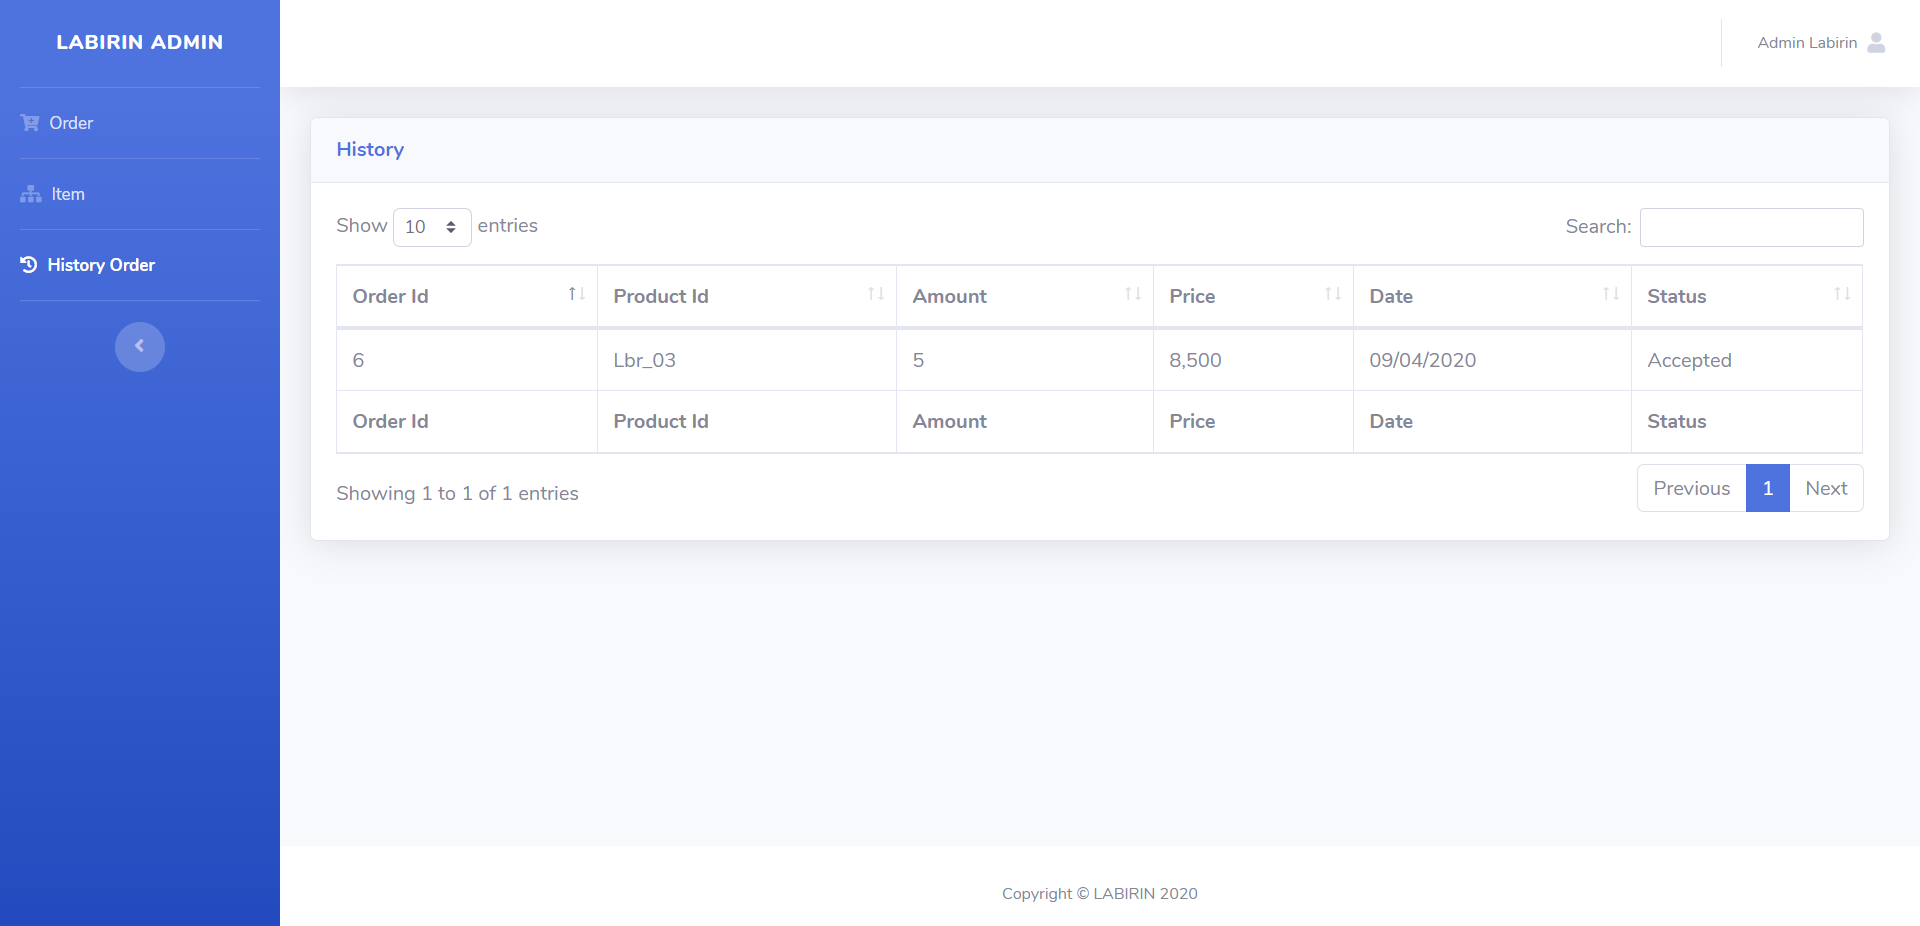 LABIRIN ADMIN
Admin Labirin
Order
Item
History Order
History
Show 10 entries
Search:
Order Id Product Id Amount Price Date Status
6 Lbr_03 5 8,500 09/04/2020 Accepted
Order Id Product Id Amount Price Date Status
Showing 1 to 1 of 1 entries
Previous 1 Next
Copyright © LABIRIN 2020